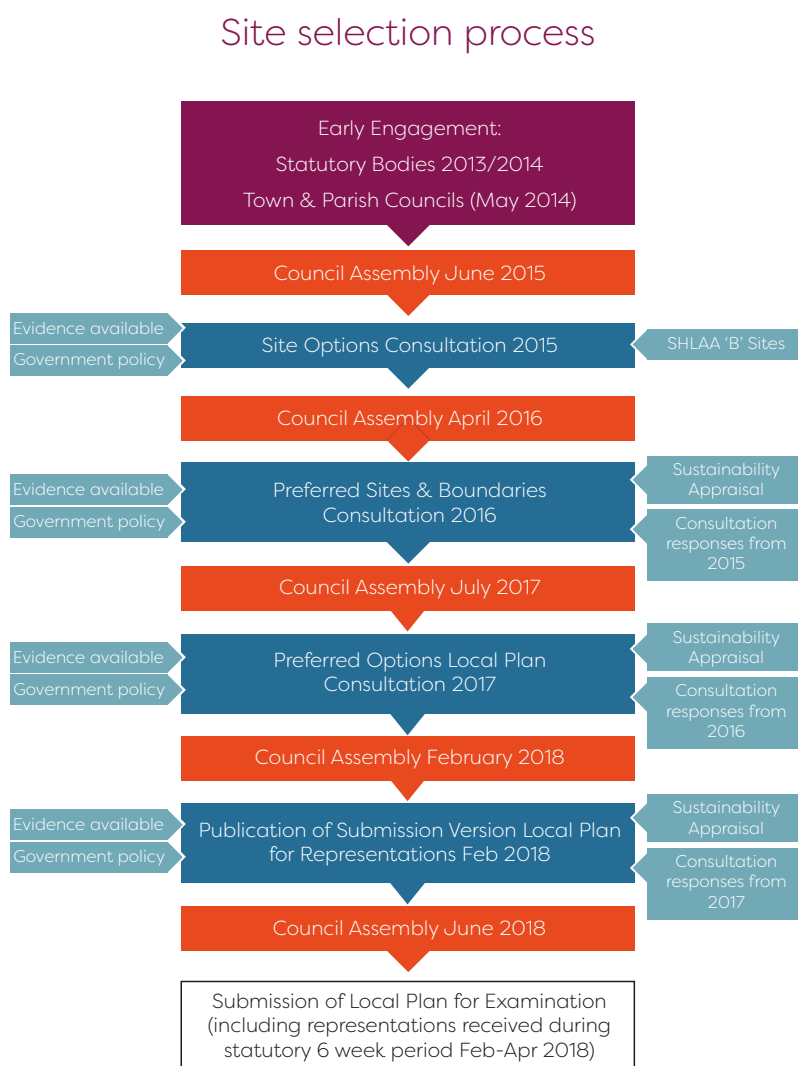 Site selection process
Early Engagement:
Statutory Bodies 2013/2014
Town & Parish Councils (May 2014)
Council Assembly June 2015
Evidence available
Government policy
Site Options Consultation 2015
SHLAA ‘B’ Sites
Council Assembly April 2016
Evidence available
Government policy
Preferred Sites & Boundaries
Consultation 2016
Sustainability
Appraisal
Consultation
responses from
2015
Council Assembly July 2017
Evidence available
Government policy
Preferred Options Local Plan
Consultation 2017
Sustainability
Appraisal
Consultation
responses from
2016
Council Assembly February 2018
Evidence available
Government policy
Publication of Submission Version Local Plan
for Representations Feb 2018
Sustainability
Appraisal
Consultation
responses from
2017
Council Assembly June 2018
Submission of Local Plan for Examination
(including representations received during
statutory 6 week period Feb-Apr 2018)